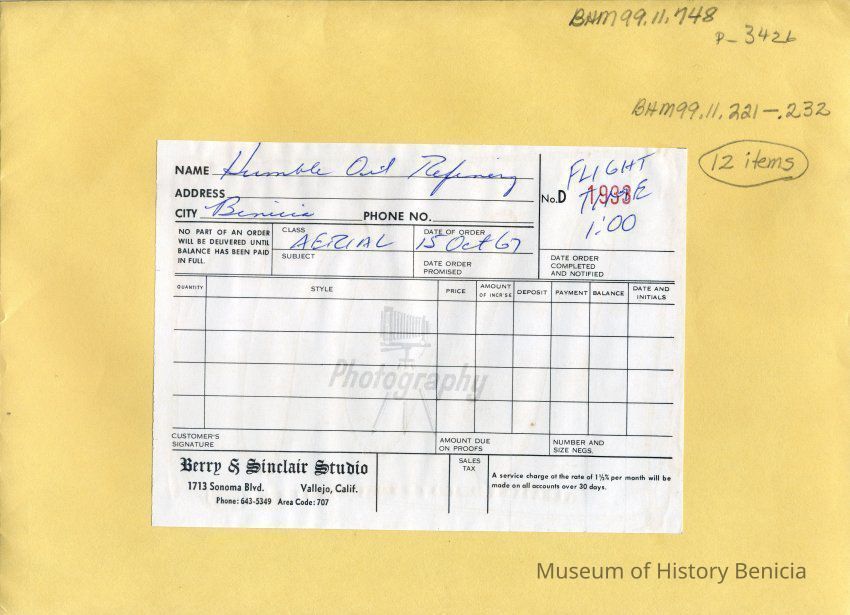 BHM99.11.748
P-3426
BHM99.11.221-.232
12 items
NAME Humble Oil Refinery
ADDRESS
CITY Benicia PHONE NO.
No. D 1993
FLIGHT
TIME
1:00
NO PART OF AN ORDER
WILL BE DELIVERED UNTIL
BALANCE HAS BEEN PAID
IN FULL.
CLASS
AERIAL
SUBJECT
DATE OF ORDER
15 Oct 67
DATE ORDER
PROMISED
DATE ORDER
COMPLETED
AND NOTIFIED
QUANTITY STYLE PRICE AMOUNT OF INCR'SE DEPOSIT PAYMENT BALANCE DATE AND INITIALS
Photography
CUSTOMER'S
SIGNATURE
AMOUNT DUE
ON PROOFS
NUMBER AND
SIZE NEGS.
Berry & Sinclair Studio
1713 Sonoma Blvd. Vallejo, Calif.
Phone: 643-5349 Area Code: 707
SALES
TAX
A service charge at the rate of 1½% per month will be
made on all accounts over 30 days.
Museum of History Benicia